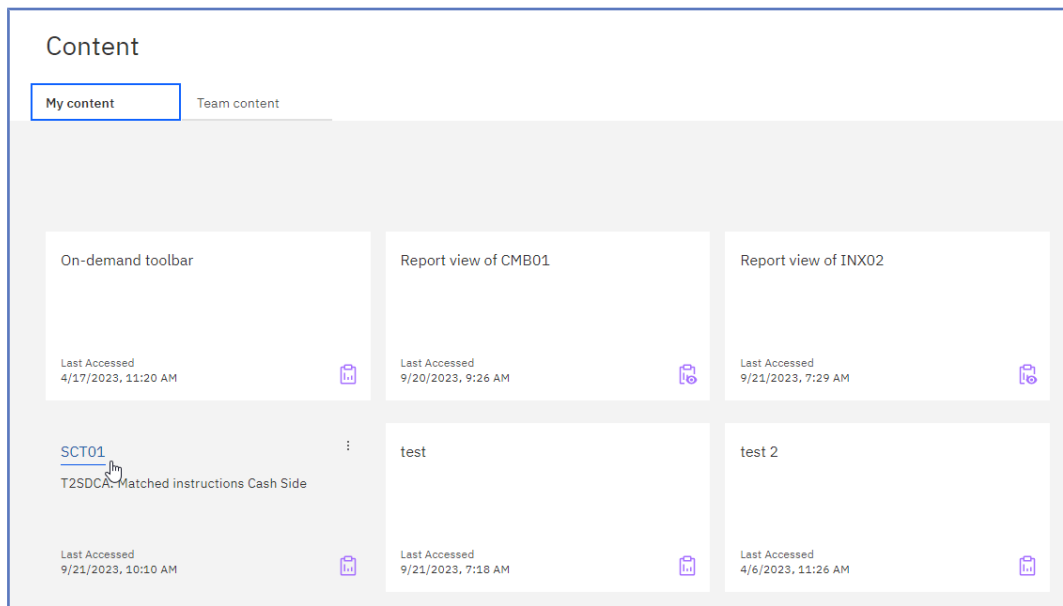 Content
My content
Team content
On-demand toolbar
Last Accessed
4/17/2023, 11:20 AM
Report view of CMB01
Last Accessed
9/20/2023, 9:26 AM
Report view of INX02
Last Accessed
9/21/2023, 7:29 AM
SCT01
T2SDCA: Matched instructions Cash Side
Last Accessed
9/21/2023, 10:10 AM
test
Last Accessed
9/21/2023, 7:18 AM
test 2
Last Accessed
4/6/2023, 11:26 AM